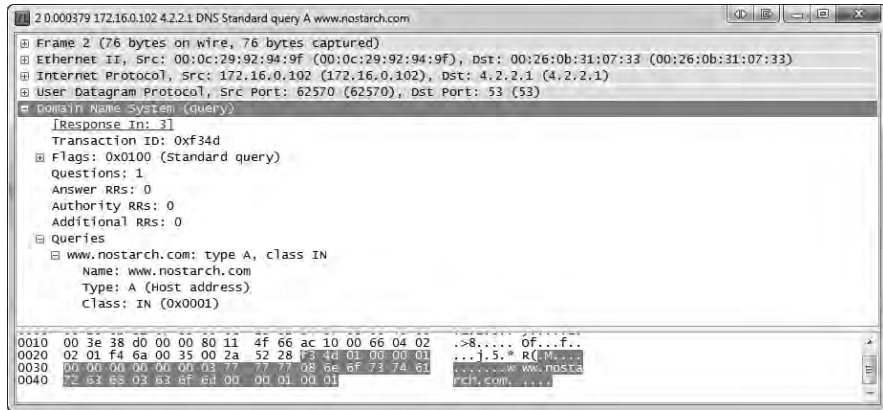 2 0.000379 172.16.0.102 4.2.2.1 DNS Standard query A www.nostarch.com
Frame 2 (76 bytes on wire, 76 bytes captured)
Ethernet II, Src: 00:0c:29:92:94:9f (00:0c:29:92:94:9f), Dst: 00:26:0b:31:07:33 (00:26:0b:31:07:33)
Internet Protocol, Src: 172.16.0.102 (172.16.0.102), Dst: 4.2.2.1 (4.2.2.1)
User Datagram Protocol, Src Port: 62570 (62570), Dst Port: 53 (53)
Domain Name System (query)
[Response In: 3]
Transaction ID: 0xf34d
Flags: 0x0100 (Standard query)
Questions: 1
Answer RRs: 0
Authority RRs: 0
Additional RRs: 0
Queries
www.nostarch.com: type A, class IN
Name: www.nostarch.com
Type: A (Host address)
Class: IN (0x0001)
0010 00 3e 38 d0 00 00 80 11 4f 66 ac 10 00 66 04 02 .>8..... Of...f..
0020 02 01 f4 6a 00 35 00 2a 52 28 f3 4d 01 00 00 01 ...j.5.* R(.M....
0030 00 00 00 00 00 00 03 77 77 77 08 6e 6f 73 74 61 .......w ww.nosta
0040 72 63 68 03 63 6f 6d 00 00 01 00 01 rch.com. ....